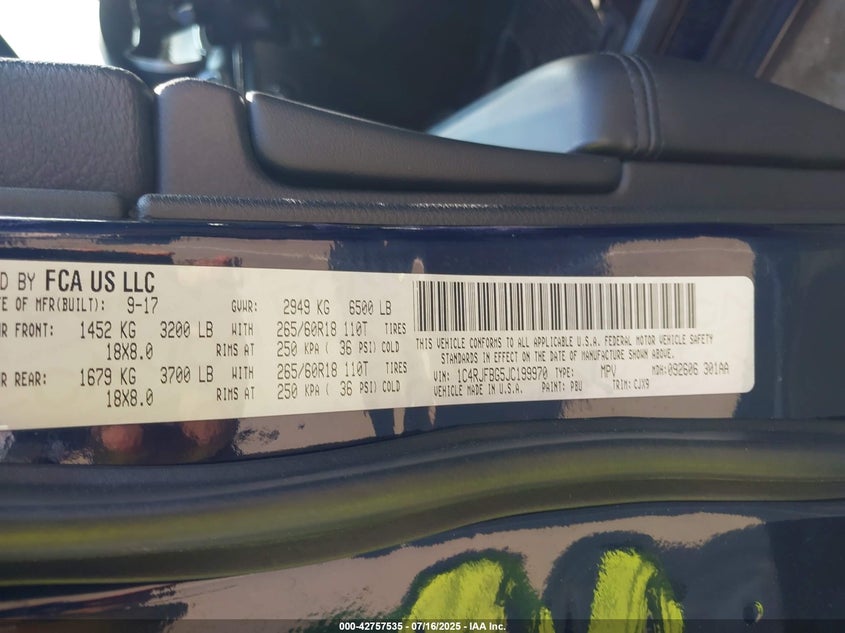 D BY FCA US LLC
TE OF MFR(BUILT): 9-17 GVWR: 2949 KG 6500 LB
R FRONT: 1452 KG 3200 LB WITH 265/60R18 110T TIRES
18X8.0 RIMS AT 250 KPA ( 36 PSI) COLD
R REAR: 1679 KG 3700 LB WITH 265/60R18 110T TIRES
18X8.0 RIMS AT 250 KPA ( 36 PSI) COLD
THIS VEHICLE CONFORMS TO ALL APPLICABLE U.S.A. FEDERAL MOTOR VEHICLE SAFETY
STANDARDS IN EFFECT ON THE DATE OF MANUFACTURE SHOWN ABOVE.
VIN: 1C4RJFBG5JC199970 TYPE: MPV MDH: 092606 301AA
VEHICLE MADE IN U.S.A. PAINT: PBU TRIM: CJX9
000-42757535 - 07/16/2025 - IAA Inc.